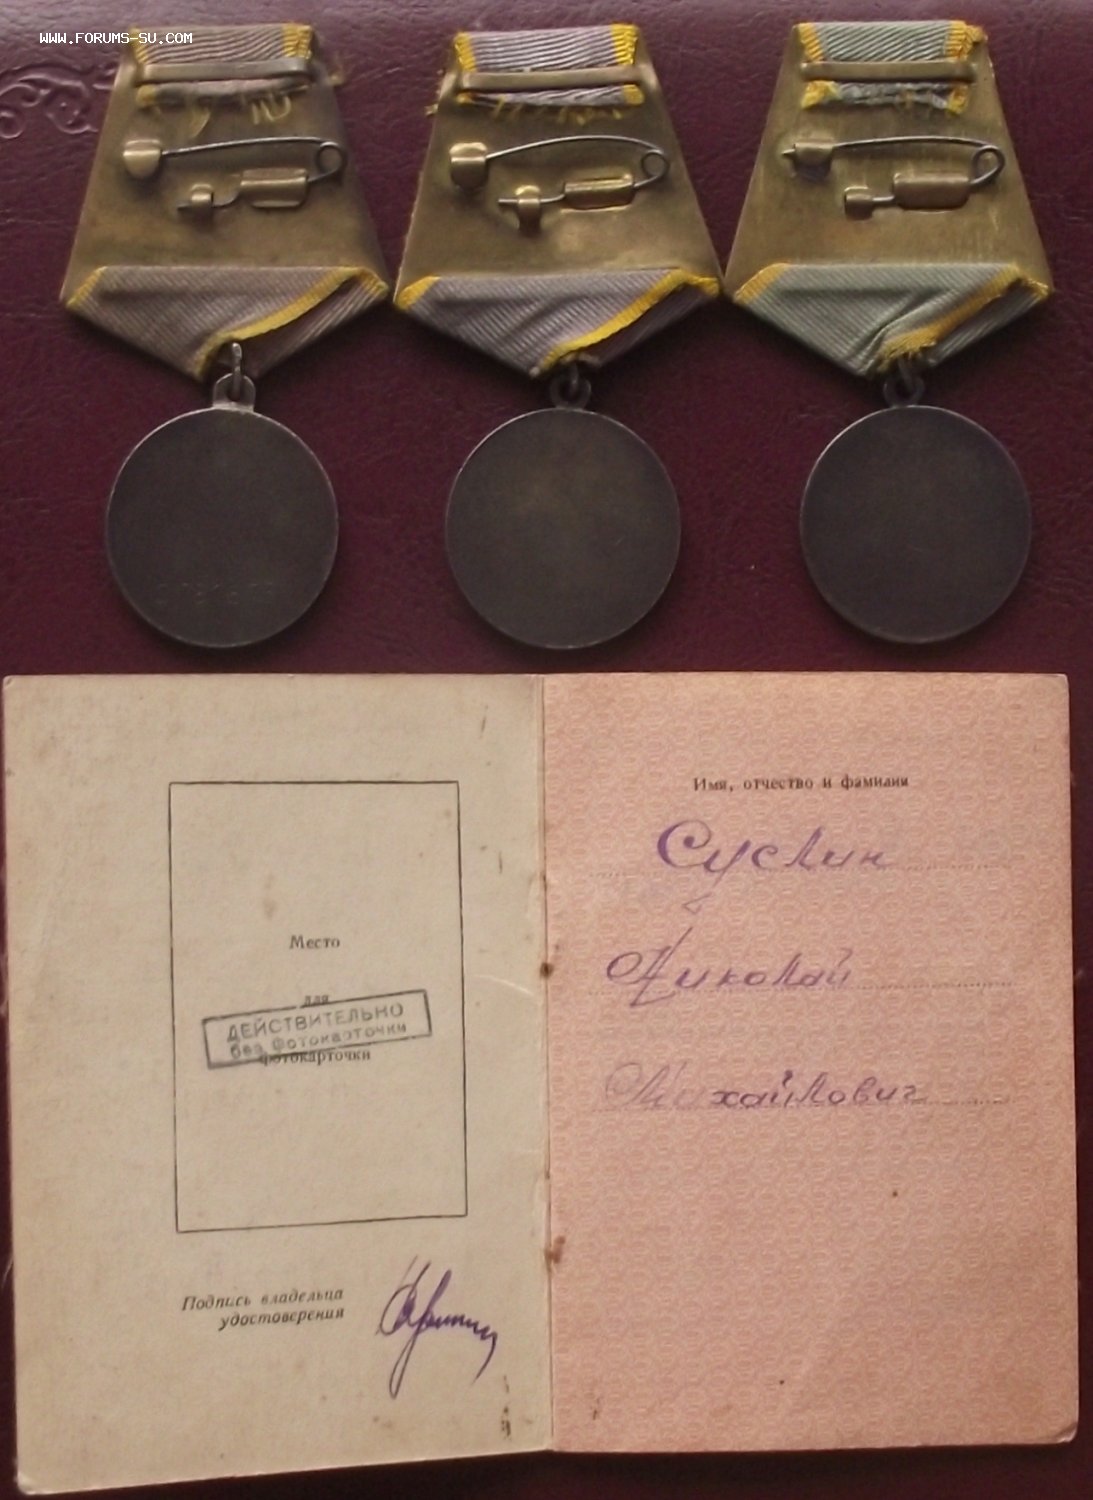 WWW.FORUMS-SU.COM
Место
для
ДЕЙСТВИТЕЛЬНО
без фотокарточки
фотокарточки
Подпись владельца
удостоверения
Имя, отчество и фамилия
Суслин
Николай
Михайлович